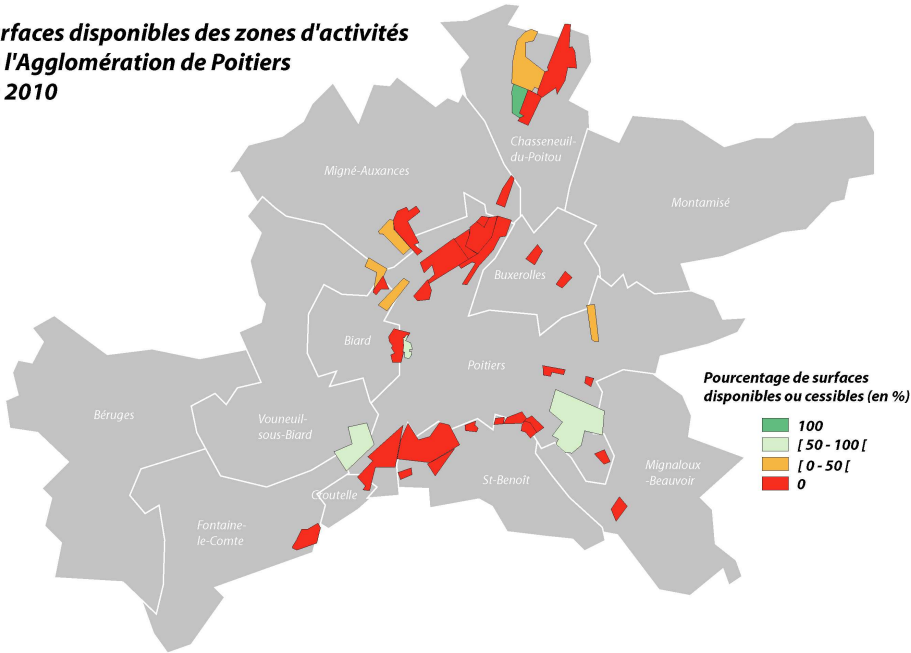 rfaces disponibles des zones d'activités
l'Agglomération de Poitiers
2010
Chasseneuil-
du-Poitou
Migné-Auxances
Montamisé
Buxerolles
Biard
Poitiers
Béruges
Vouneuil-
sous-Biard
St-Benoît
Mignaloux
-Beauvoir
Croutelle
Fontaine-
le-Comte
Pourcentage de surfaces
disponibles ou cessibles (en %)
100
[ 50 - 100 [
[ 0 - 50 [
0